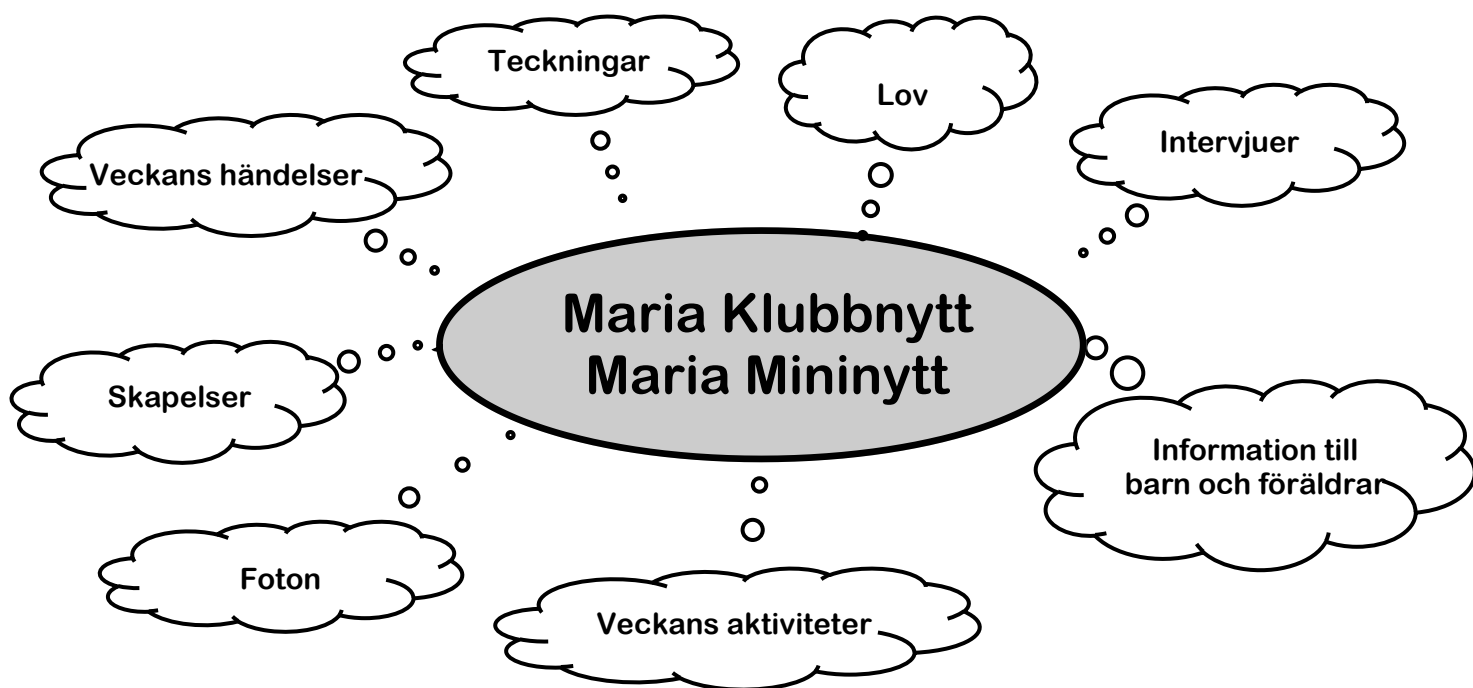 Teckningar
Lov
Intervjuer
Veckans händelser
Maria Klubbnytt
Maria Mininytt
Skapelser
Information till
barn och föräldrar
Foton
Veckans aktiviteter